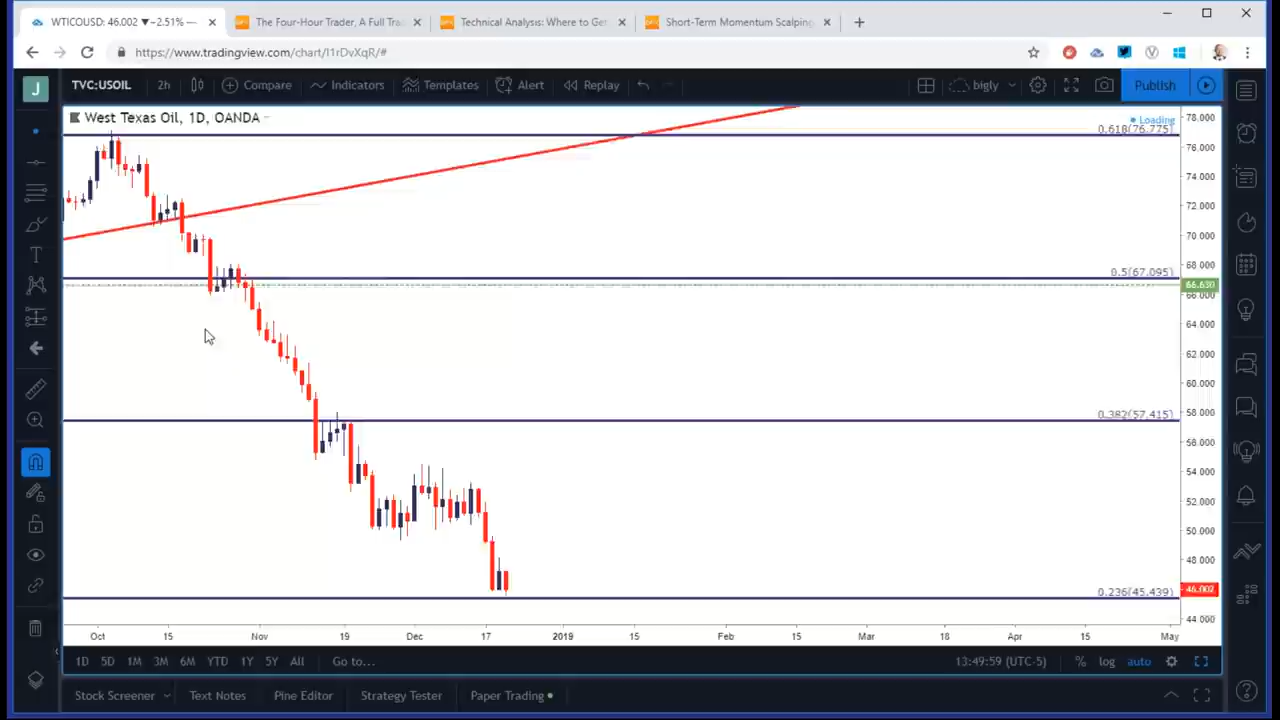 WTICOUSD: 46.002 ▼−2.51% —
The Four-Hour Trader, A Full Trai
Technical Analysis: Where to Get
Short-Term Momentum Scalping
https://www.tradingview.com/chart/I1rDvXqR/#
J
TVC:USOIL
2h
Compare
Indicators
Templates
Alert
Replay
bigly
Publish
West Texas Oil, 1D, OANDA
Loading
0.618(76.775)
0.5(67.095)
0.382(57.415)
0.236(45.439)
78.000
76.000
74.000
72.000
70.000
68.000
66.630
66.000
64.000
62.000
60.000
58.000
56.000
54.000
52.000
50.000
48.000
46.002
44.000
Oct 15 Nov 19 Dec 17 2019 15 Feb 15 Mar 18 Apr 15 May
1D 5D 1M 3M 6M YTD 1Y 5Y All Go to...
13:49:59 (UTC-5) % log auto
Stock Screener Text Notes Pine Editor Strategy Tester Paper Trading